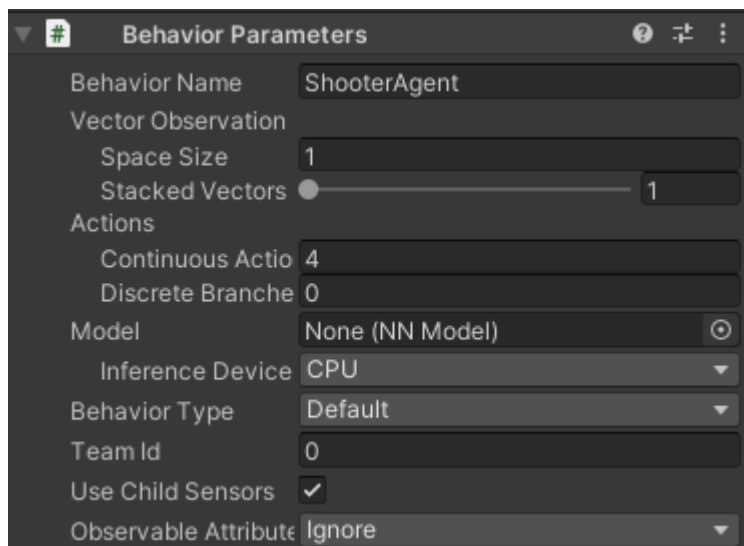 # Behavior Parameters
Behavior Name ShooterAgent
Vector Observation
Space Size 1
Stacked Vectors 1
Actions
Continuous Actio 4
Discrete Branche 0
Model None (NN Model)
Inference Device CPU
Behavior Type Default
Team Id 0
Use Child Sensors
Observable Attribute Ignore